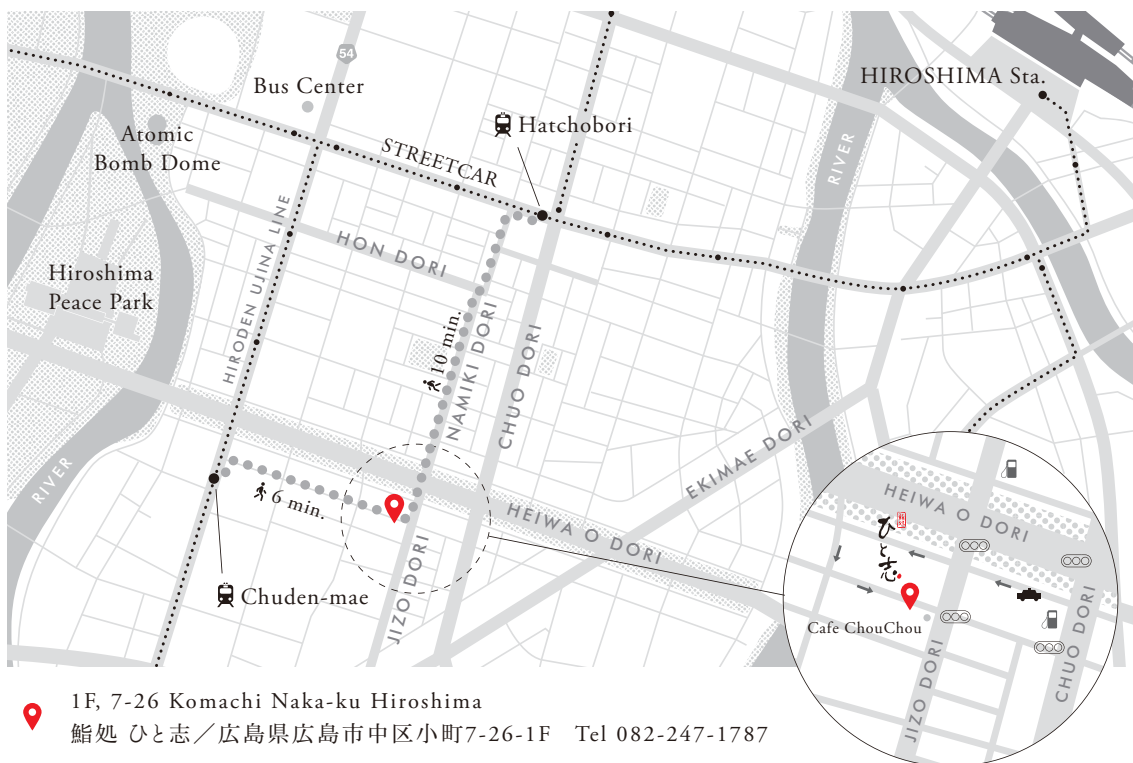 54
Bus Center
HIROSHIMA Sta.
Atomic
Bomb Dome
Hatchobori
STREETCAR
RIVER
HIRODEN UJINA LINE
HON DORI
Hiroshima
Peace Park
10 min.
NAMIKI DORI
CHUO DORI
EKIMAE DORI
RIVER
6 min.
HEIWA O DORI
Chuden-mae
JIZO DORI
HEIWA O DORI
鮨処
ひと志
Cafe ChouChou
JIZO DORI
CHUO DORI
1F, 7-26 Komachi Naka-ku Hiroshima
鮨処 ひと志／広島県広島市中区小町7-26-1F Tel 082-247-1787